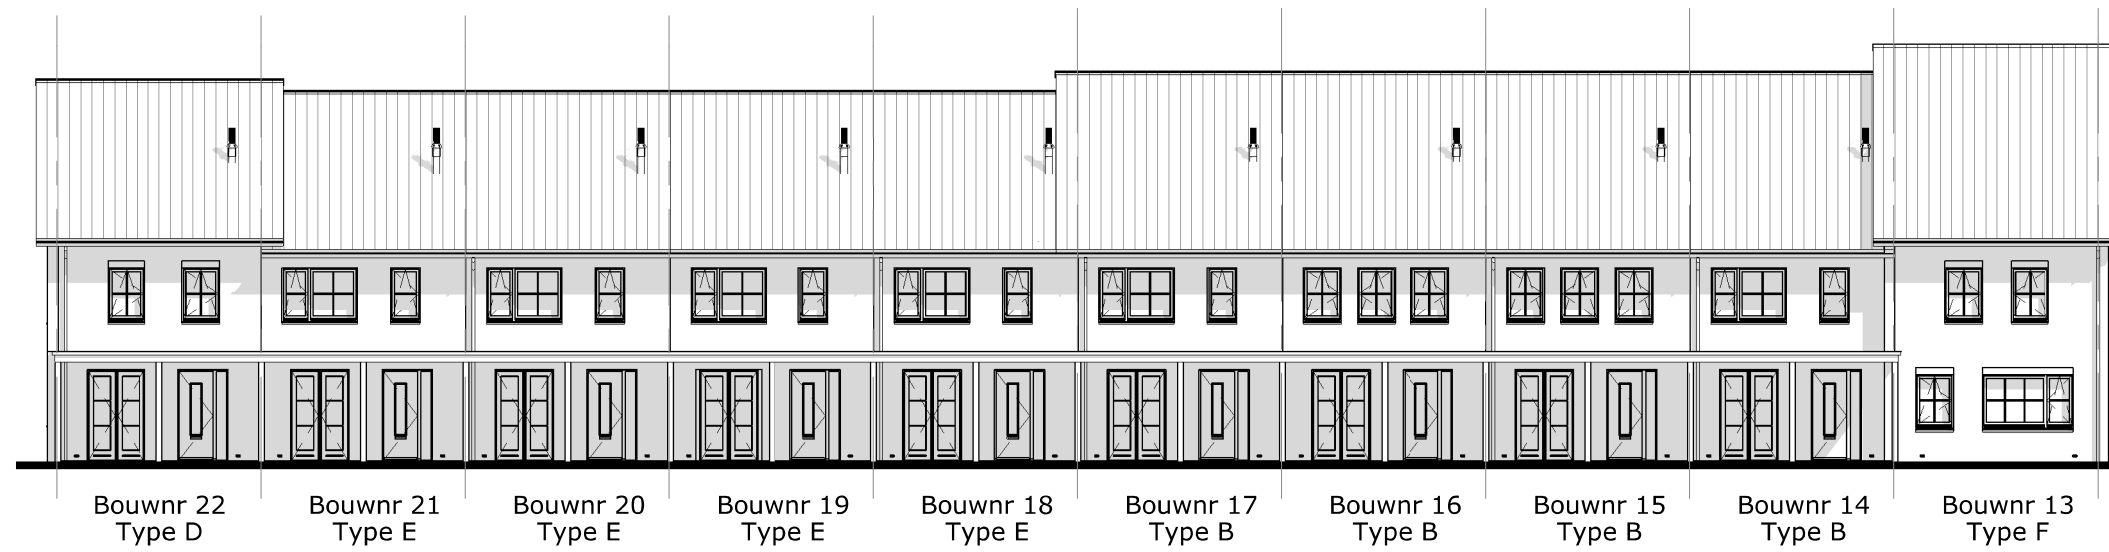 Bouwnr 22
Type D
Bouwnr 21
Type E
Bouwnr 20
Type E
Bouwnr 19
Type E
Bouwnr 18
Type E
Bouwnr 17
Type B
Bouwnr 16
Type B
Bouwnr 15
Type B
Bouwnr 14
Type B
Bouwnr 13
Type F